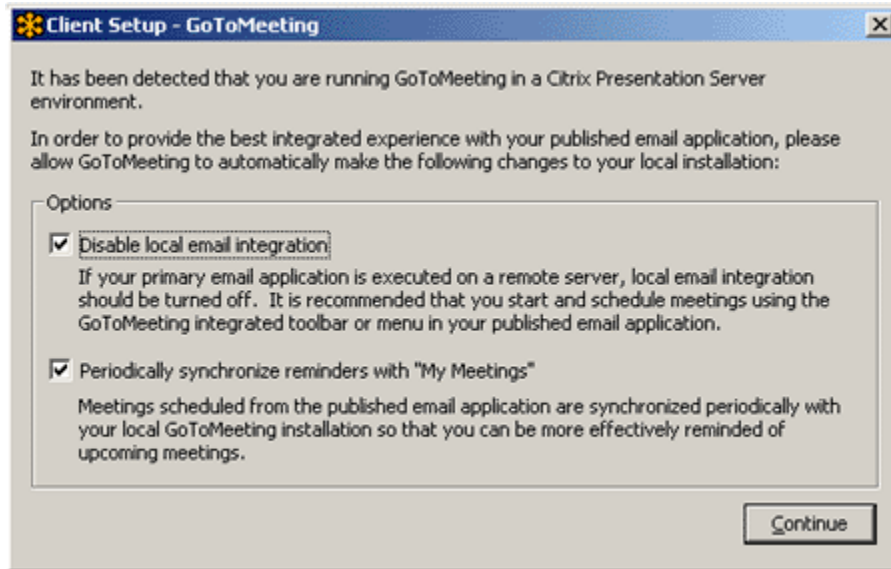 Client Setup - GoToMeeting
It has been detected that you are running GoToMeeting in a Citrix Presentation Server
environment.
In order to provide the best integrated experience with your published email application, please
allow GoToMeeting to automatically make the following changes to your local installation:
Options
Disable local email integration
If your primary email application is executed on a remote server, local email integration
should be turned off. It is recommended that you start and schedule meetings using the
GoToMeeting integrated toolbar or menu in your published email application.
Periodically synchronize reminders with "My Meetings"
Meetings scheduled from the published email application are synchronized periodically with
your local GoToMeeting installation so that you can be more effectively reminded of
upcoming meetings.
Continue